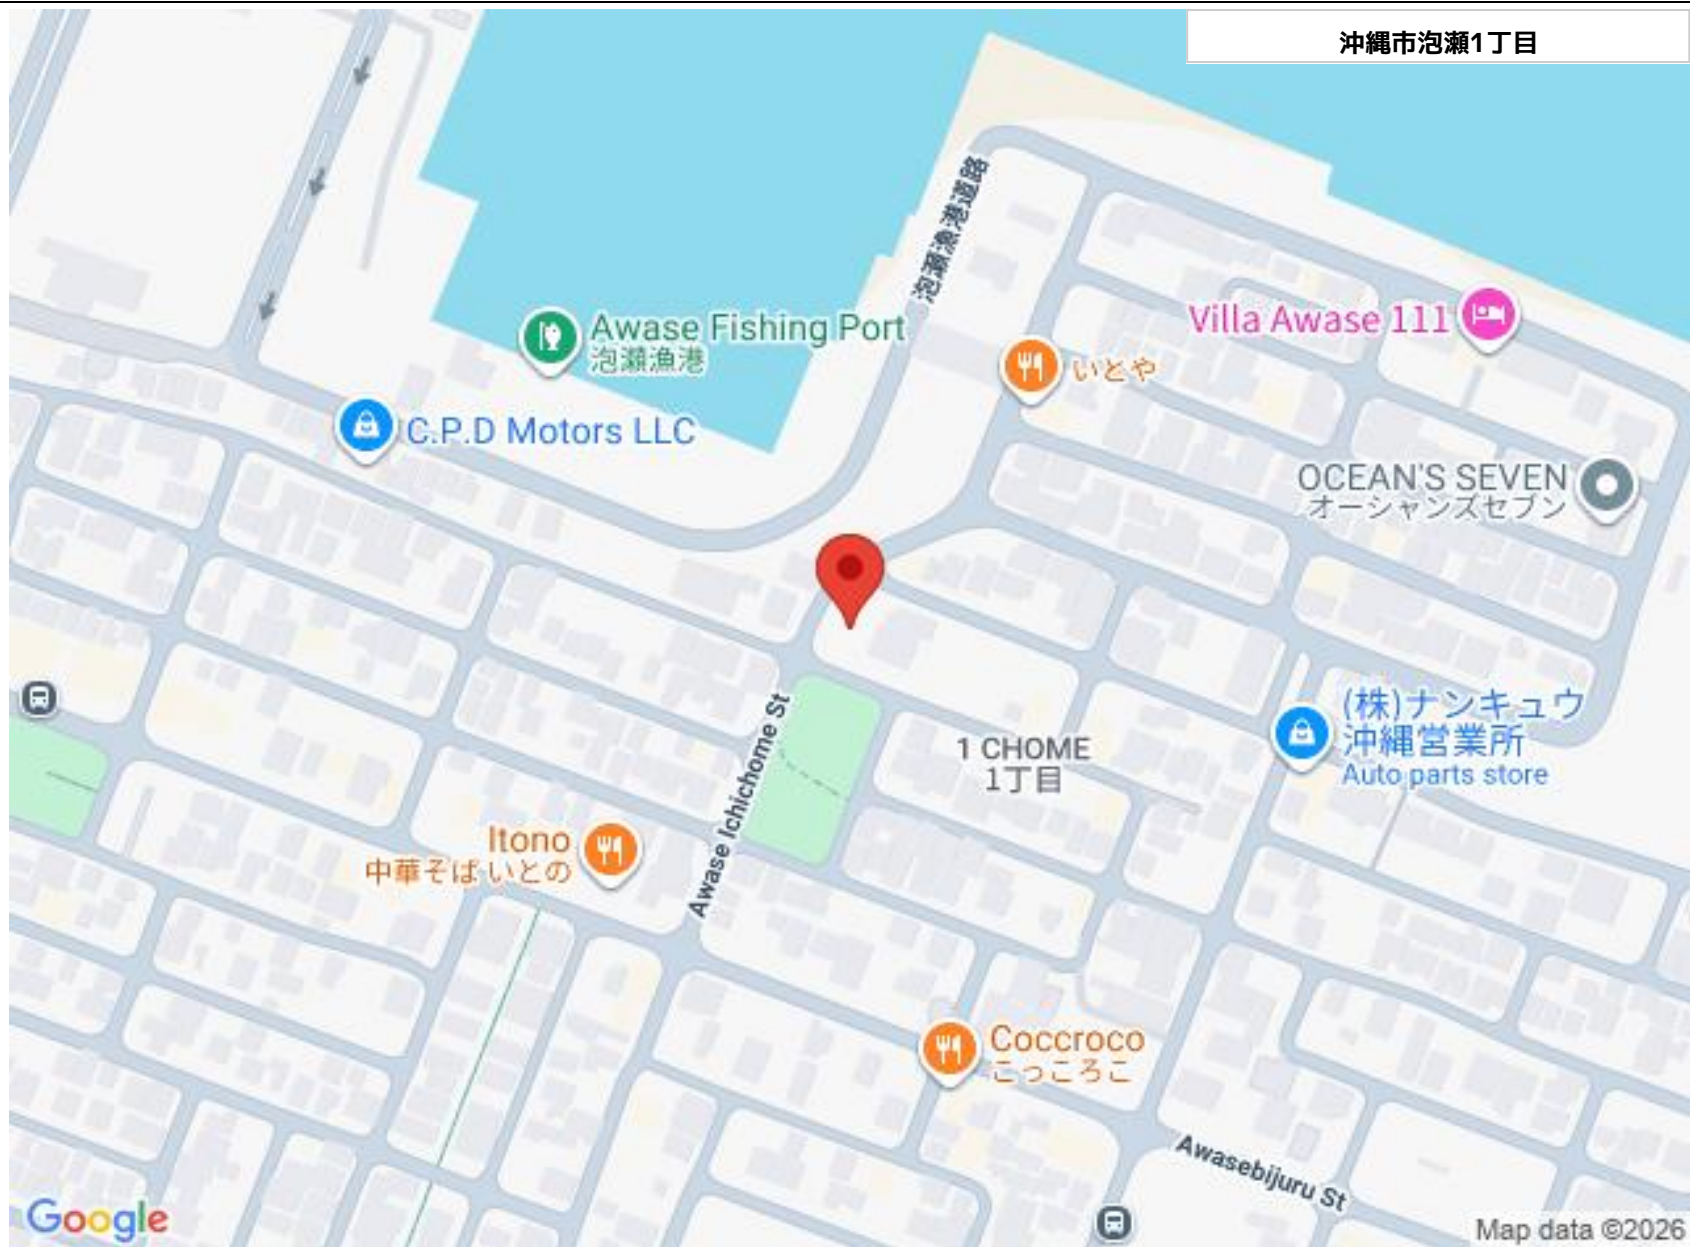 沖縄市泡瀬1丁目
泡瀬漁港道路
Awase Fishing Port
泡瀬漁港
Villa Awase 111
いとや
C.P.D Motors LLC
OCEAN'S SEVEN
オーシャンズセブン
(株)ナンキュウ
沖縄営業所
Auto parts store
1 CHOME
1丁目
Awase Ichichome St
Itono
中華そば いとの
Coccroco
こっころこ
Awasebijuru St
Google
Map data ©2026